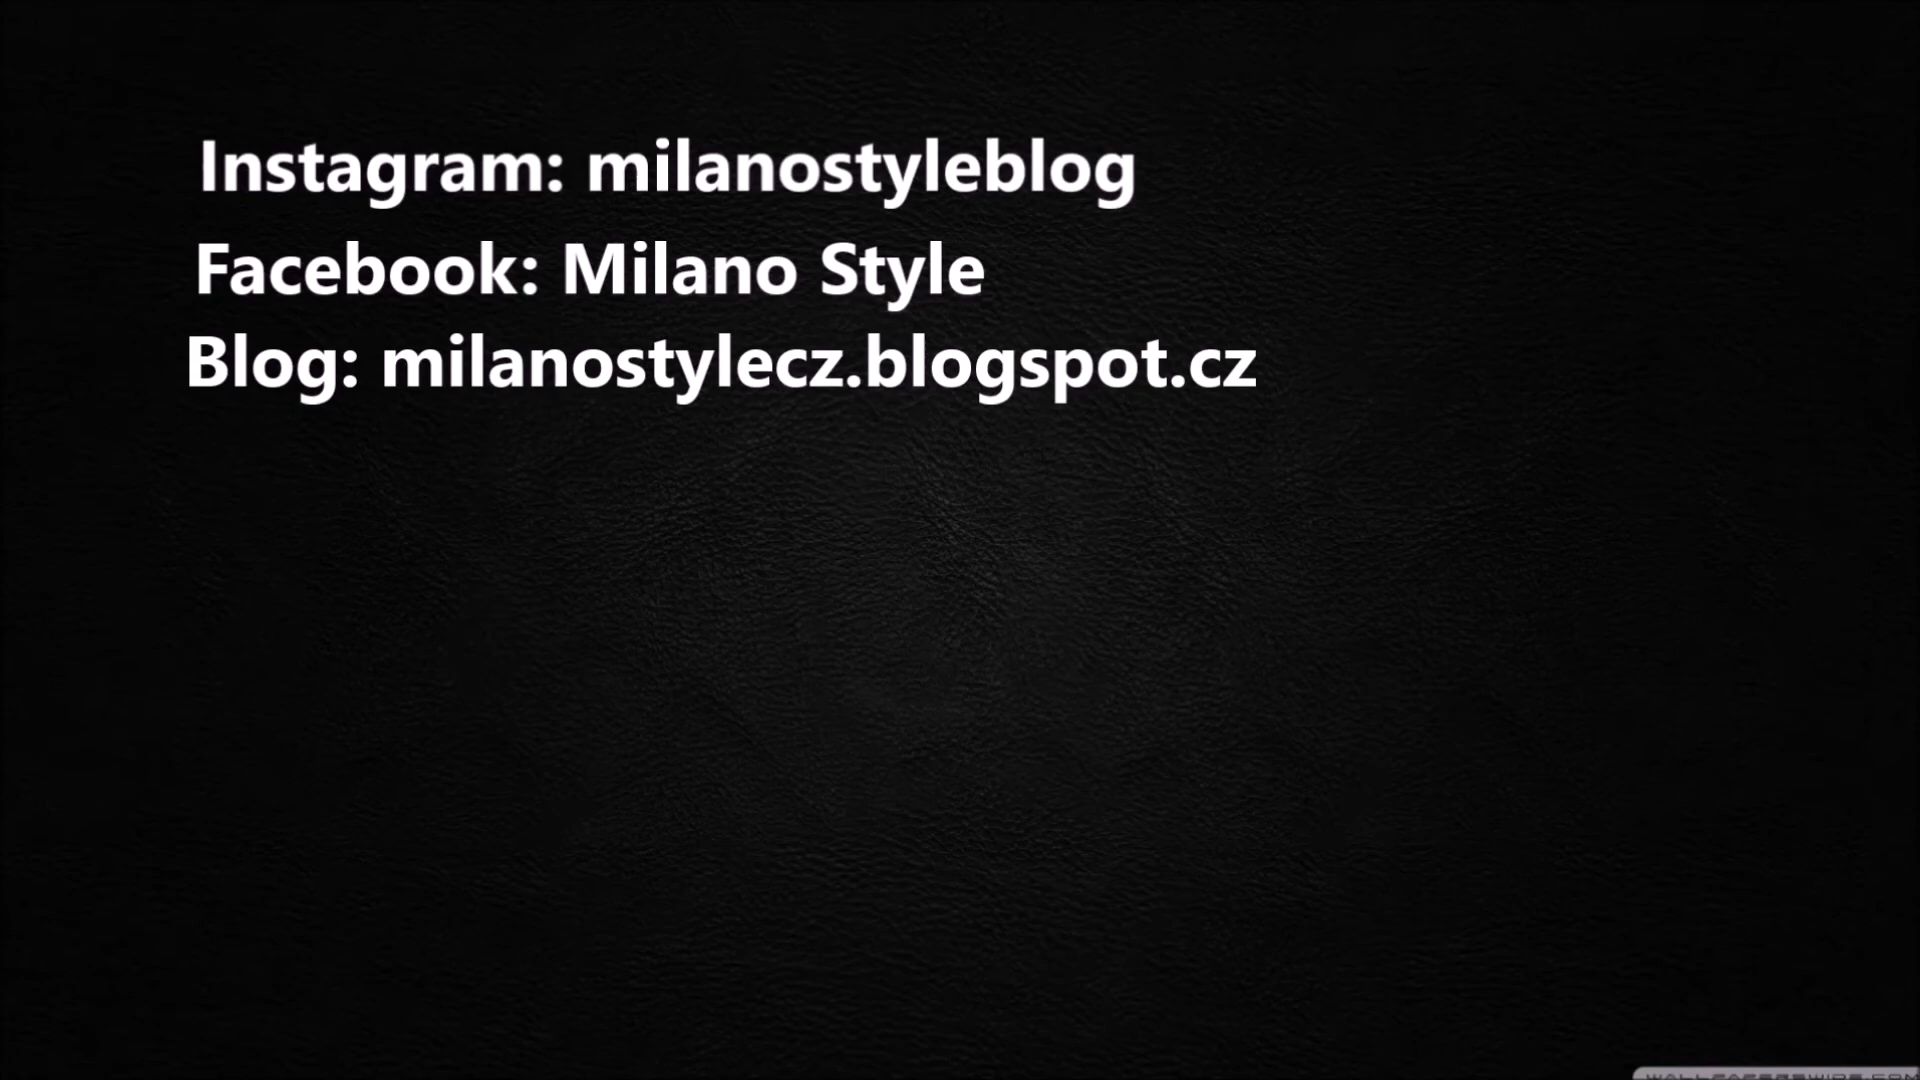 Instagram: milanostyleblog
Facebook: Milano Style
Blog: milanostylecz.blogspot.cz